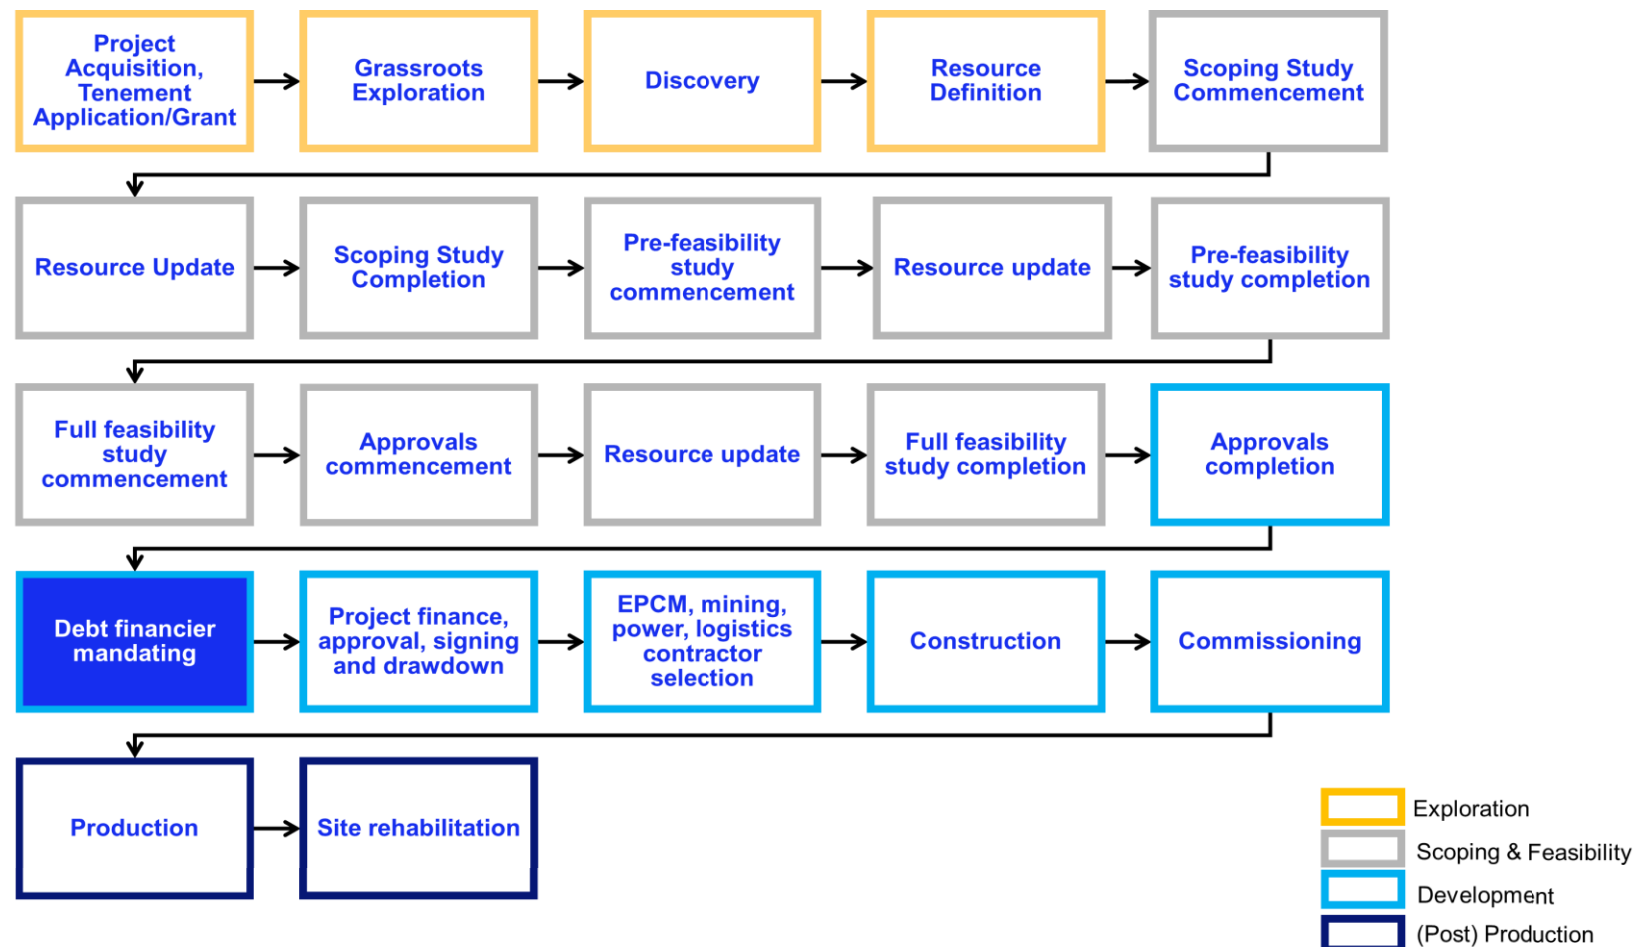 Project
Acquisition,
Tenement
Application/Grant
Grassroots
Exploration
Discovery
Resource
Definition
Scoping Study
Commencement
Resource Update
Scoping Study
Completion
Pre-feasibility
study
commencement
Resource update
Pre-feasibility
study completion
Full feasibility
study
commencement
Approvals
commencement
Resource update
Full feasibility
study completion
Approvals
completion
Debt financier
mandating
Project finance,
approval, signing
and drawdown
EPCM, mining,
power, logistics
contractor
selection
Construction
Commissioning
Production
Site rehabilitation
Exploration
Scoping & Feasibility
Development
(Post) Production